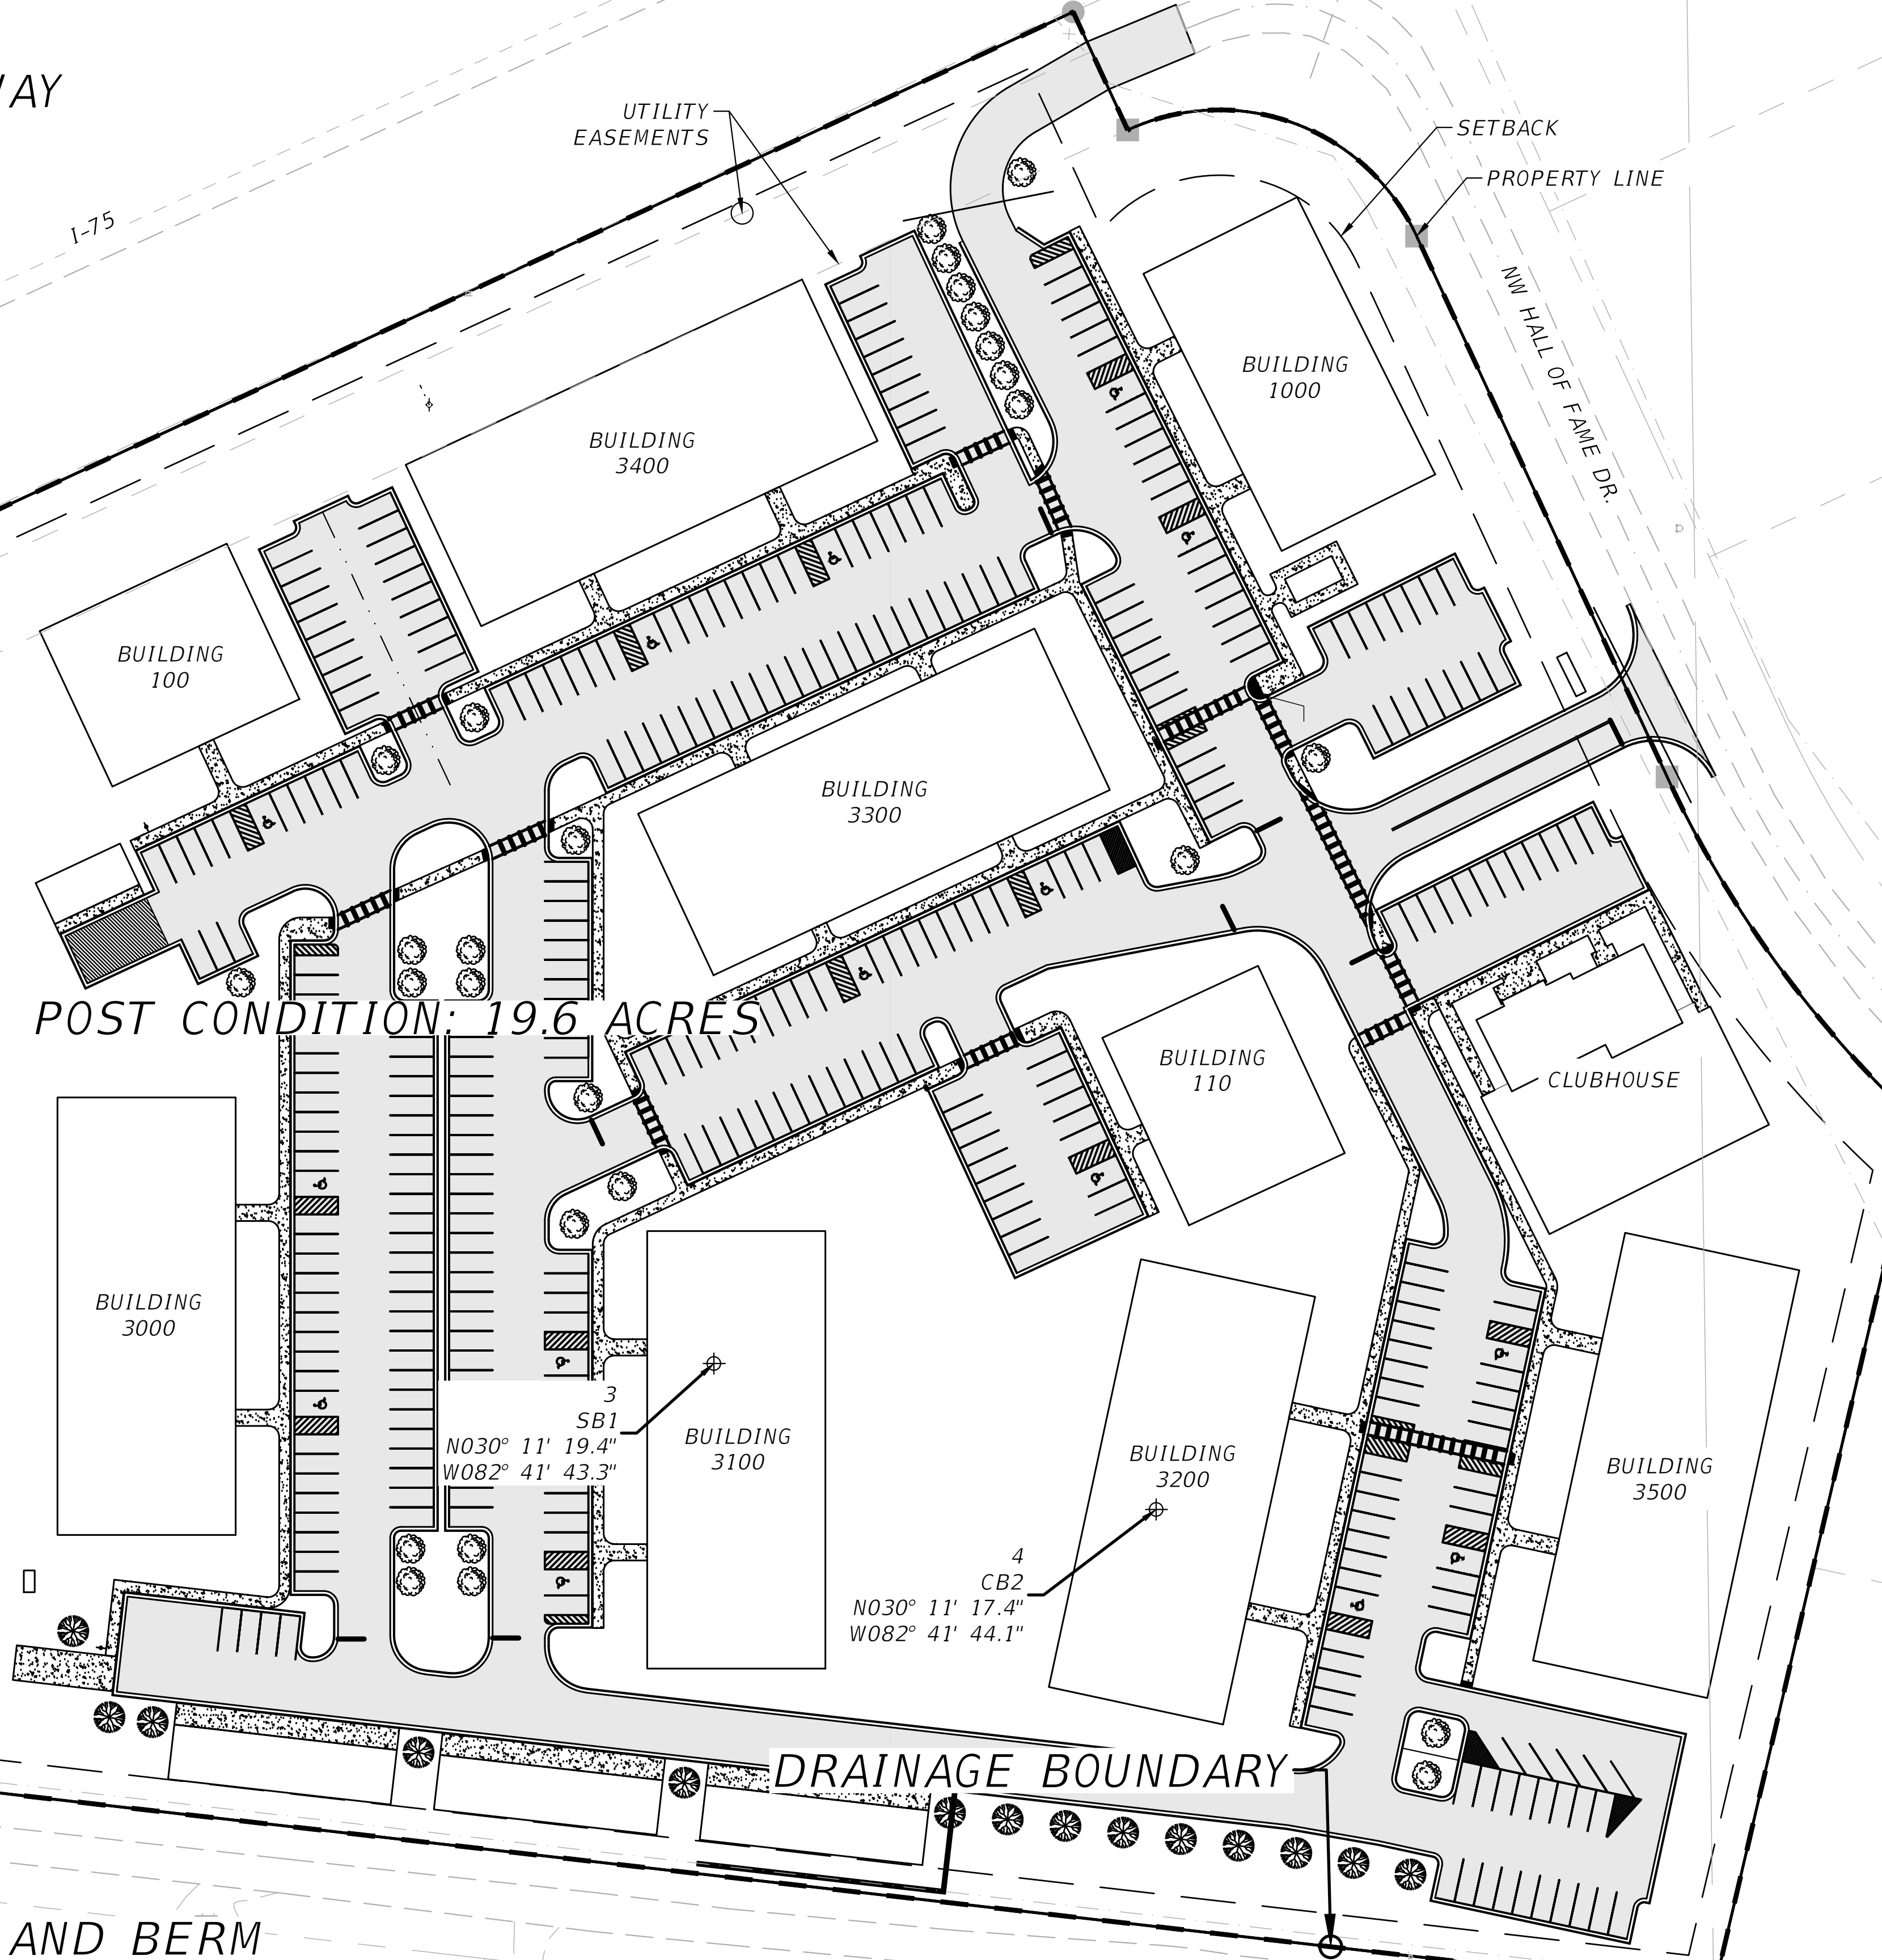 UTILITY
EASEMENTS
SETBACK
PROPERTY LINE
I-75
NW HALL OF FAME DR.
BUILDING
1000
BUILDING
3400
BUILDING
100
BUILDING
3300
POST CONDITION: 19.6 ACRES
BUILDING
110
CLUBHOUSE
BUILDING
3000
3
SB1
N030° 11' 19.4"
W082° 41' 43.3"
BUILDING
3100
BUILDING
3200
BUILDING
3500
4
CB2
N030° 11' 17.4"
W082° 41' 44.1"
DRAINAGE BOUNDARY
AND BERM